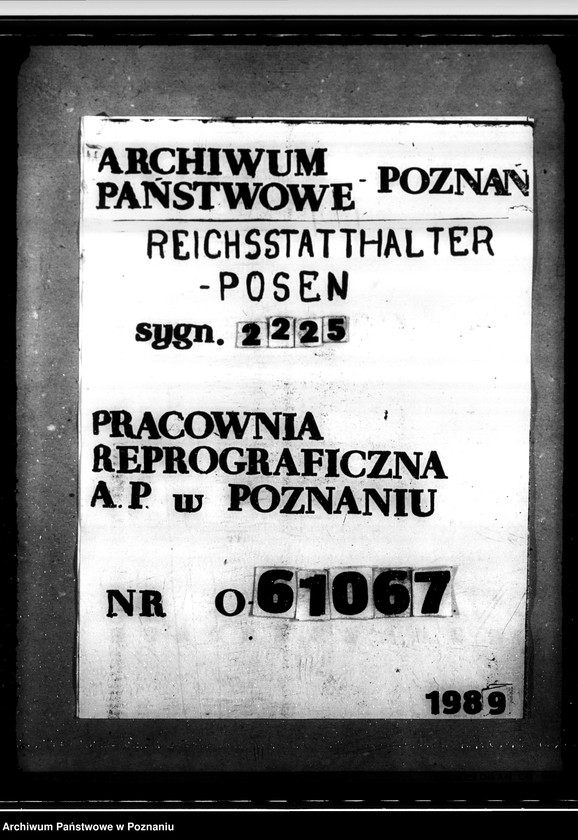 ARCHIWUM
PAŃSTWOWE - POZNAŃ
REICHSSTATTHALTER
-POSEN
sygn. 2225
PRACOWNIA
REPROGRAFICZNA
A.P. w POZNANIU
NR O-61067
1989
Archiwum Państwowe w Poznaniu